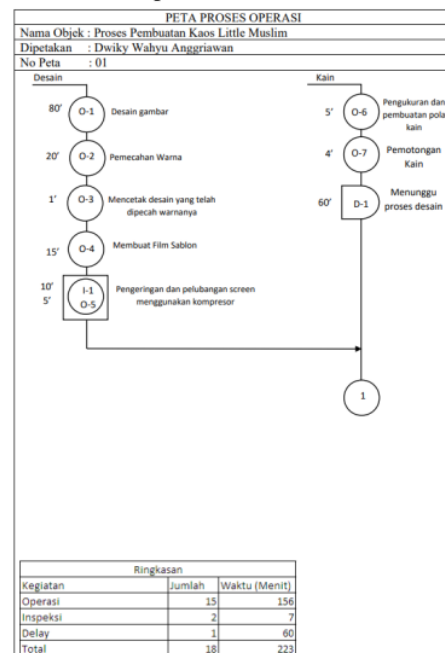 PETA PROSES OPERASI
Nama Objek : Proses Pembuatan Kaos Little Muslim
Dipetakan : Dwiky Wahyu Anggriawan
No Peta : 01
Desain
80' O-1 Desain gambar
20' O-2 Pemecahan Warna
1' O-3 Mencetak desain yang telah
dipecah warnanya
15' O-4 Membuat Film Sablon
10' I-1 Pengeringan dan pelubangan screen
5' O-5 menggunakan kompresor
Kain
5' O-6 Pengukuran dan
pembuatan pola
kain
4' O-7 Pemotongan
Kain
60' D-1 Menunggu
proses desain
1
Ringkasan
Kegiatan Jumlah Waktu (Menit)
Operasi 15 156
Inspeksi 2 7
Delay 1 60
Total 18 223